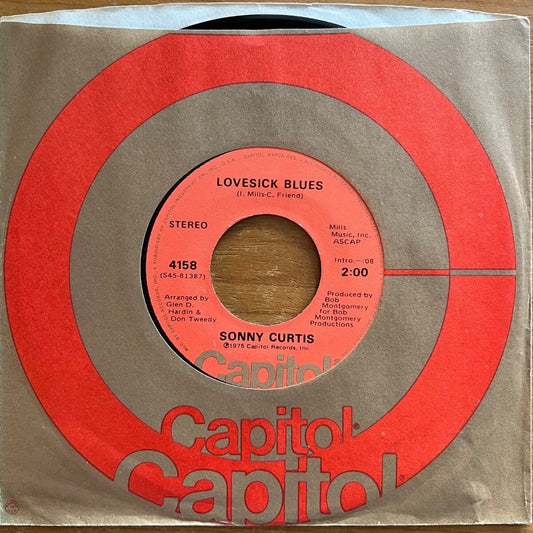 LOVESICK BLUES
(I. Mills-C. Friend)
STEREO
Mills
Music, Inc.
ASCAP
4158
(S45-81387)
Intro.—:08
2:00
Arranged by
Glen D.
Hardin &
Don Tweedy
Produced by
Bob
Montgomery
for Bob
Montgomery
Productions
SONNY CURTIS
℗1975 Capitol Records, Inc.
Capitol
Capitol®
Capitol®